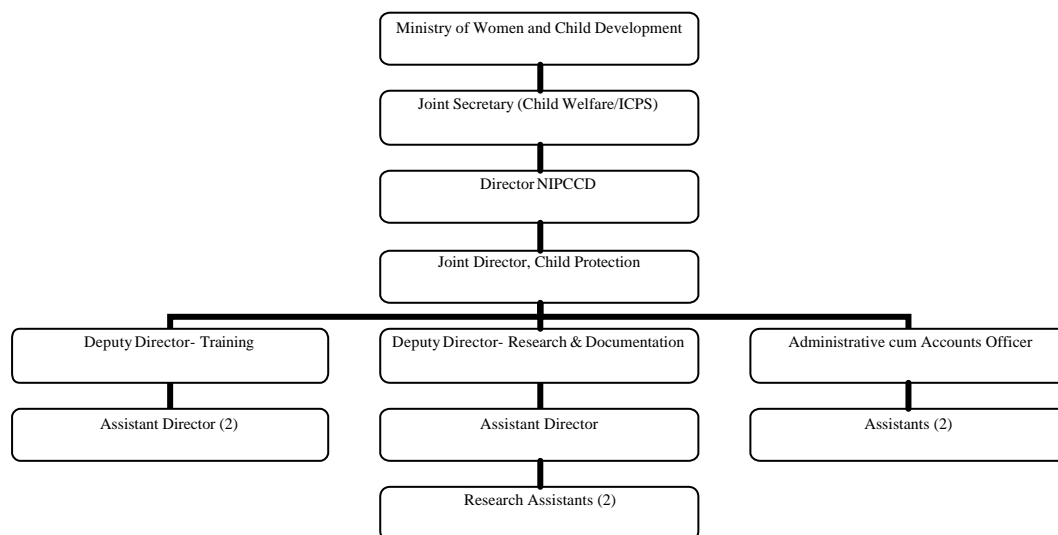 Ministry of Women and Child Development
Joint Secretary (Child Welfare/ICPS)
Director NIPCCD
Joint Director, Child Protection
Deputy Director- Training
Deputy Director- Research & Documentation
Administrative cum Accounts Officer
Assistant Director (2)
Assistant Director
Assistants (2)
Research Assistants (2)